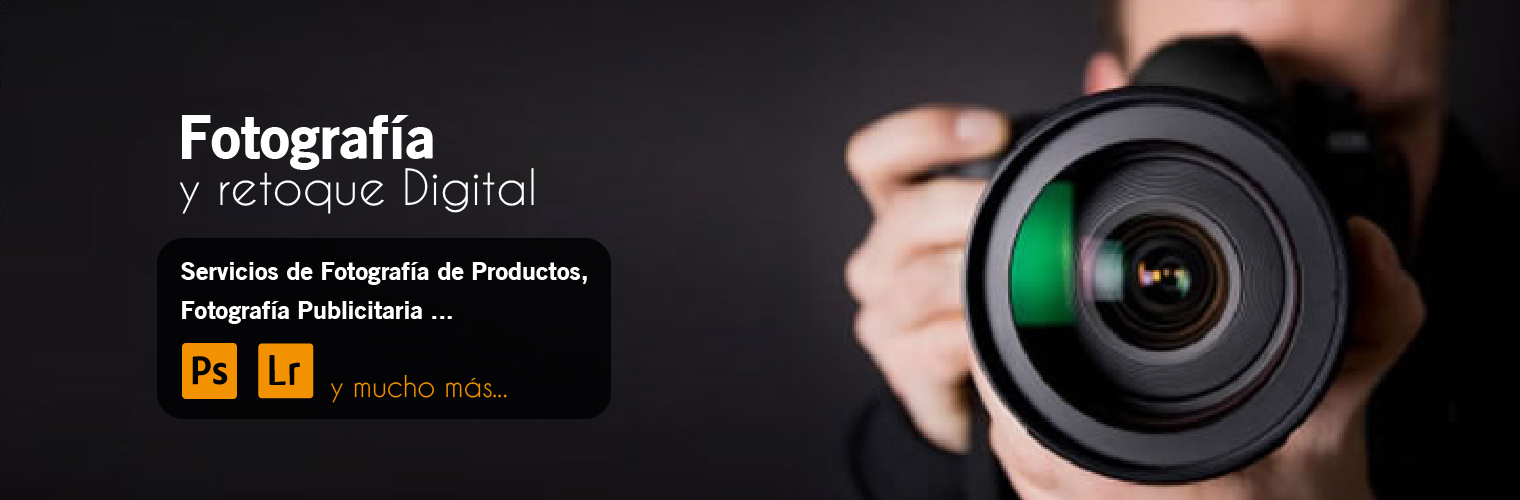 Fotografía
y retoque Digital
Servicios de Fotografía de Productos,
Fotografía Publicitaria ...
Ps Lr y mucho más...